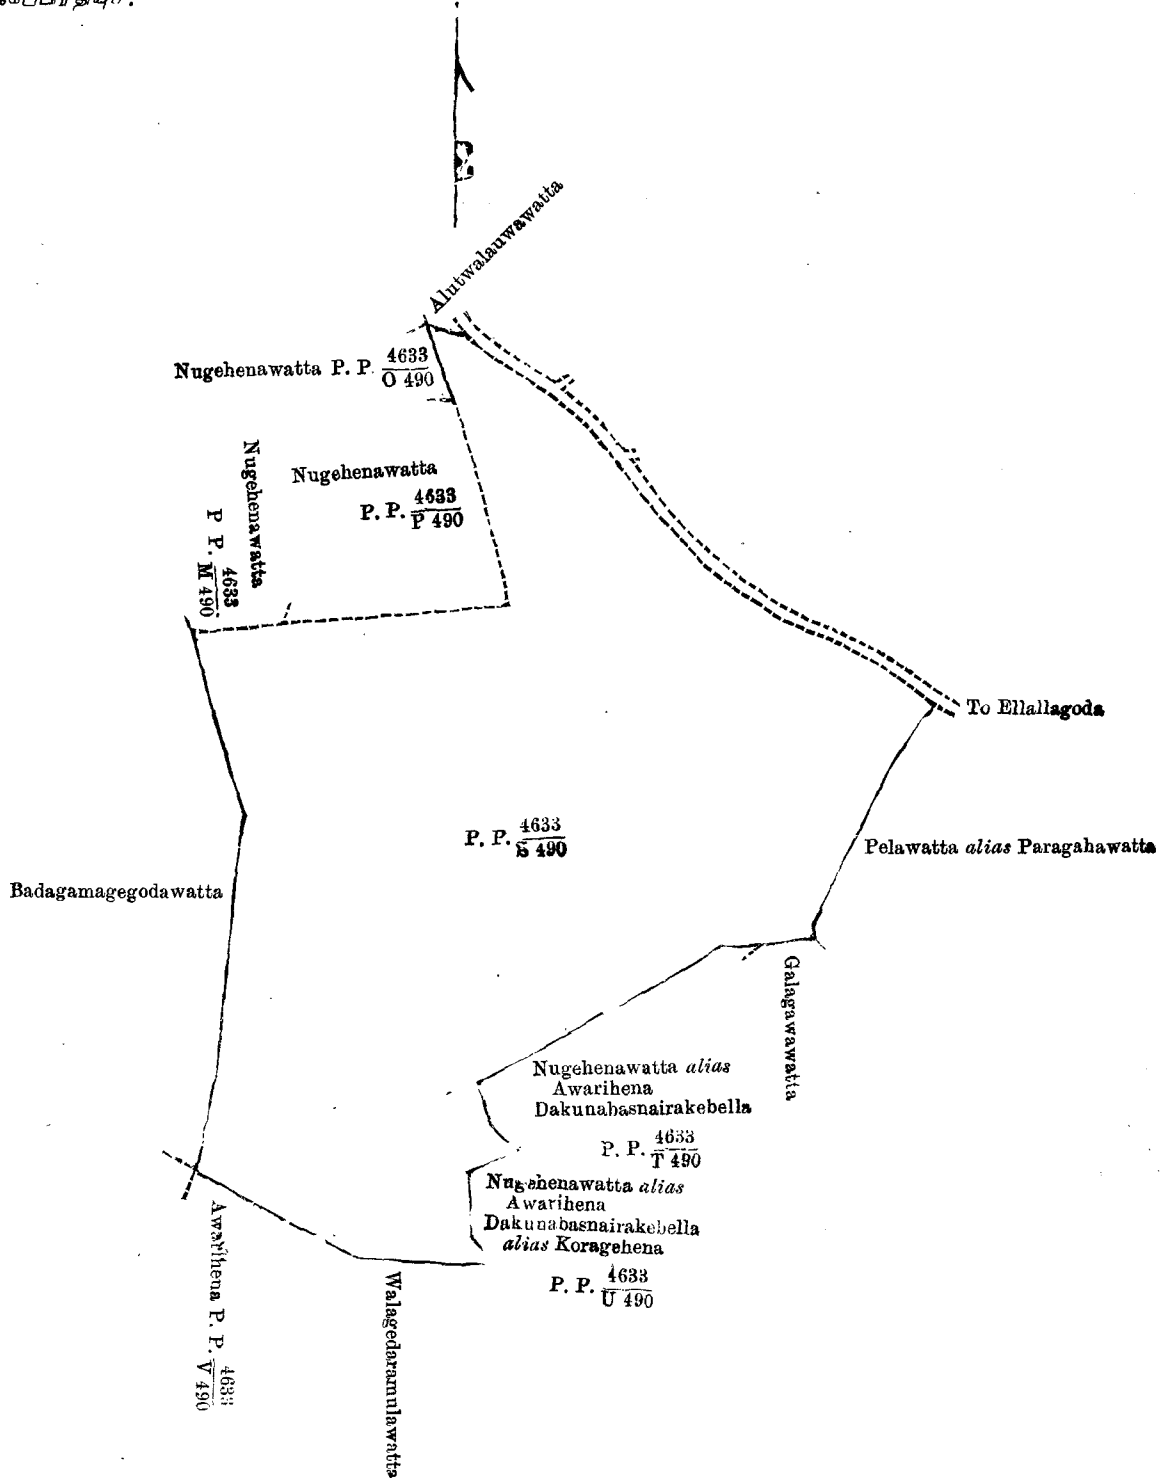 Alutwalauwawatta
Nugehenawatta P. P. 4633
O 490
Nugehenawatta
P. P. 4633
P 490
Nugehenawatta
P P. 4633
M 490
To Ellallagoda
P. P. 4633
S 490
Pelawatta alias Paragahawatta
Badagamagegodawatta
Galagawawatta
Nugehenawatta alias
Awarihena
Dakunabasnairakebella
P. P. 4633
T 490
Nugehenawatta alias
Awarihena
Dakunabasnairakebella
alias Koragehena
P. P. 4633
U 490
Awarihena P. P. 4633
V 490
Walagedaramulawatta